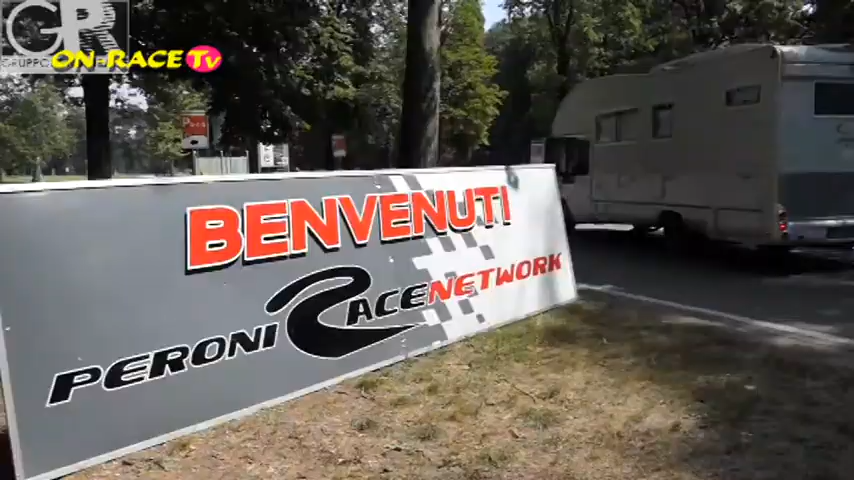 GR
GRUPPO
ON-RACE Tv
BENVENUTI
PERONI RACE NETWORK